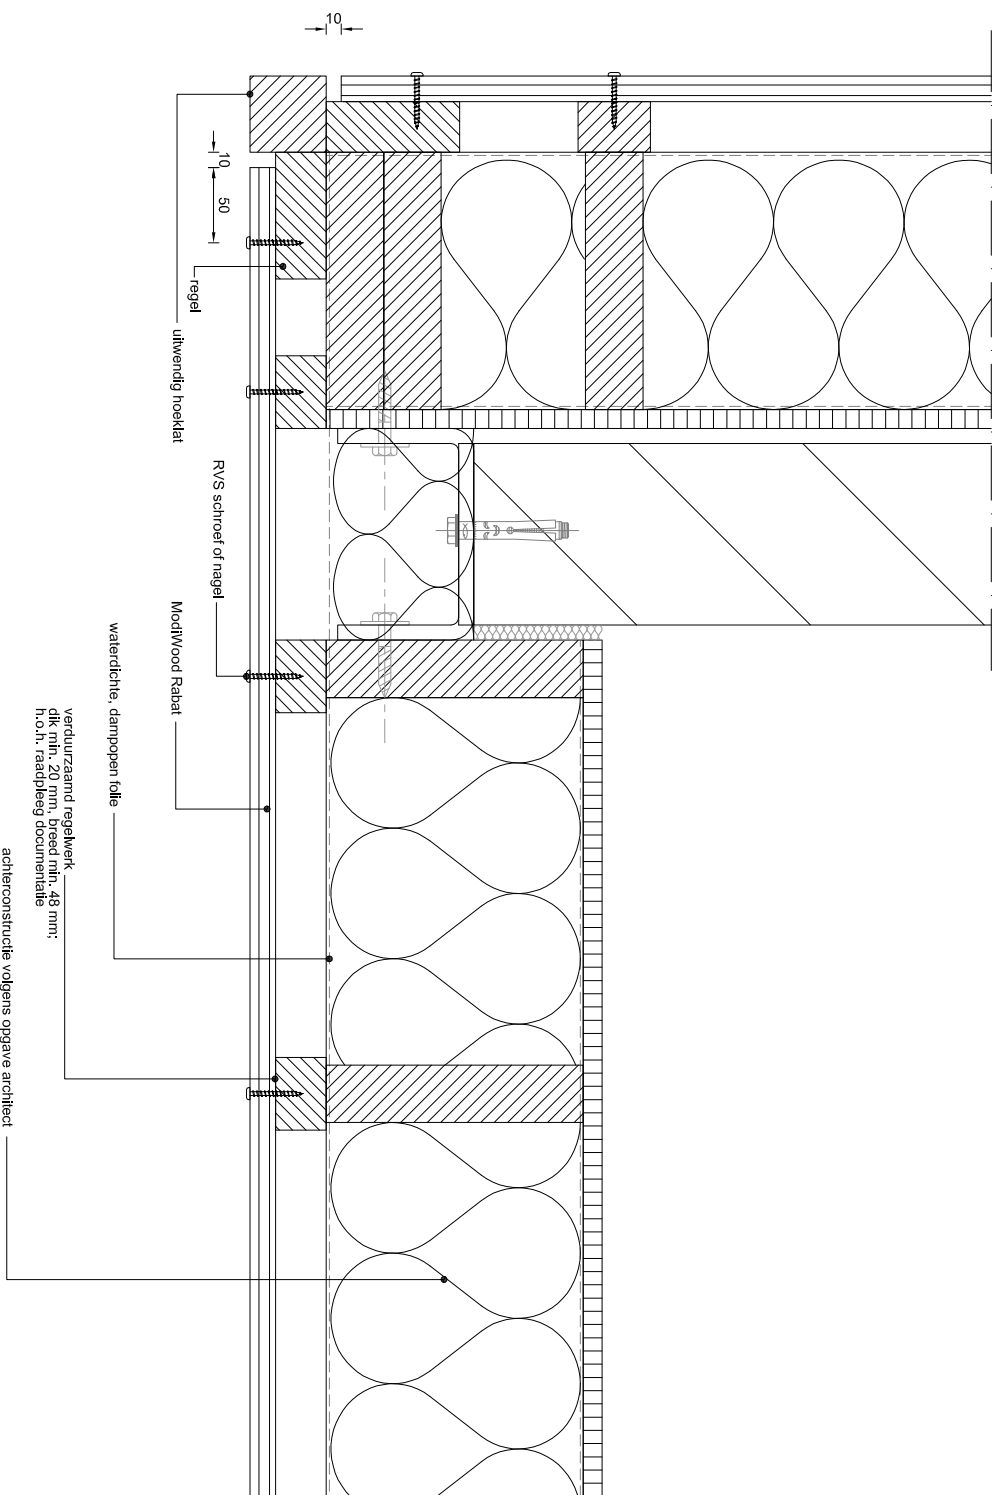 10
10
50
regel
uitwendig hoeklat
RVS schroef of nagel
ModiWood Rabat
waterdichte, dampopen folie
verduurzaamd regelwerk
dik min. 20 mm, breed min. 48 mm;
h.o.h. raadpleeg documentatie
achterconstructie volgens opgave architect